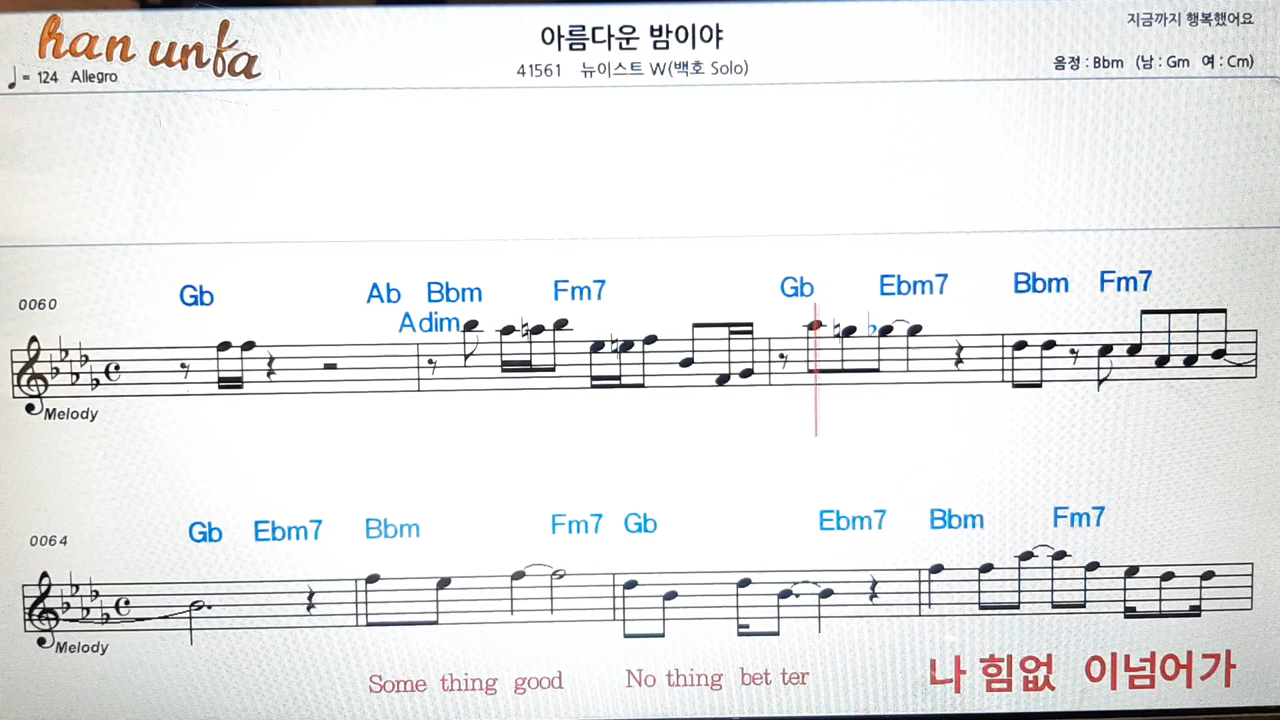 han unfa
지금까지 행복했어요
아름다운 밤이야
♩= 124 Allegro
41561 뉴이스트 W(백호 Solo)
음정 : Bbm (남 : Gm 여 : Cm)
0060
Gb Ab Bbm Fm7 Gb Ebm7 Bbm Fm7
Adim
Melody
0064
Gb Ebm7 Bbm Fm7 Gb Ebm7 Bbm Fm7
Melody
Some thing good No thing bet ter 나 힘없 이넘어가